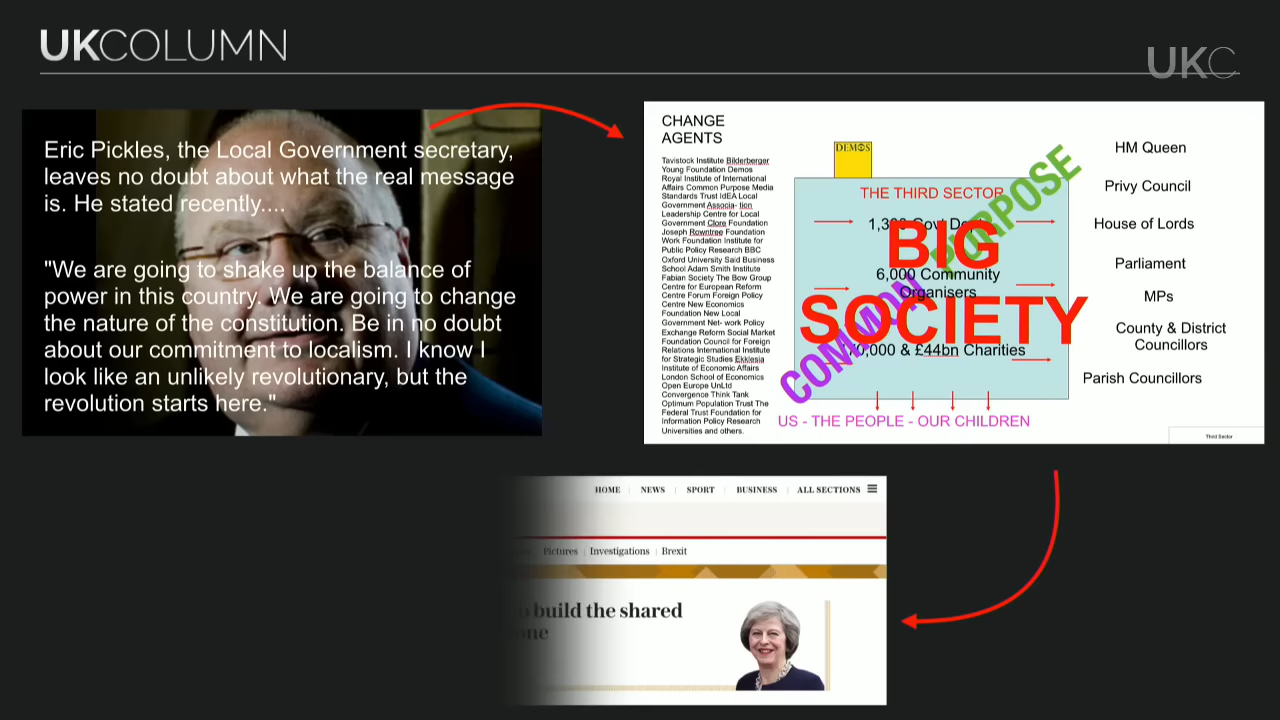 UKCOLUMN
UKC
Eric Pickles, the Local Government secretary,
leaves no doubt about what the real message
is. He stated recently....
"We are going to shake up the balance of
power in this country. We are going to change
the nature of the constitution. Be in no doubt
about our commitment to localism. I know I
look like an unlikely revolutionary, but the
revolution starts here."
CHANGE
AGENTS
Tavistock Institute Bilderberger
Young Foundation Demos
Royal Institute of International
Affairs Common Purpose Media
Standards Trust IdEA Local
Government Associa- tion
Leadership Centre for Local
Government Clore Foundation
Joseph Rowntree Foundation
Work Foundation Institute for
Public Policy Research BBC
Oxford University Said Business
School Adam Smith Institute
Fabian Society The Bow Group
Centre for European Reform
Centre Forum Foreign Policy
Centre New Economics
Foundation New Local
Government Net- work Policy
Exchange Reform Social Market
Foundation Council for Foreign
Relations International Institute
for Strategic Studies Ekklesia
Institute of Economic Affairs
London School of Economics
Open Europe UnLtd
Convergence Think Tank
Optimum Population Trust The
Federal Trust Foundation for
Information Policy Research
Universities and others.
DEMOS
THE THIRD SECTOR
Govt
BIG
6,000 Community
Organisers
SOCIETY
& £44bn Charities
COMMON PURPOSE
US - THE PEOPLE - OUR CHILDREN
HM Queen
Privy Council
House of Lords
Parliament
MPs
County & District
Councillors
Parish Councillors
Third Sector
HOME NEWS SPORT BUSINESS ALL SECTIONS
Pictures Investigations Brexit
build the shared